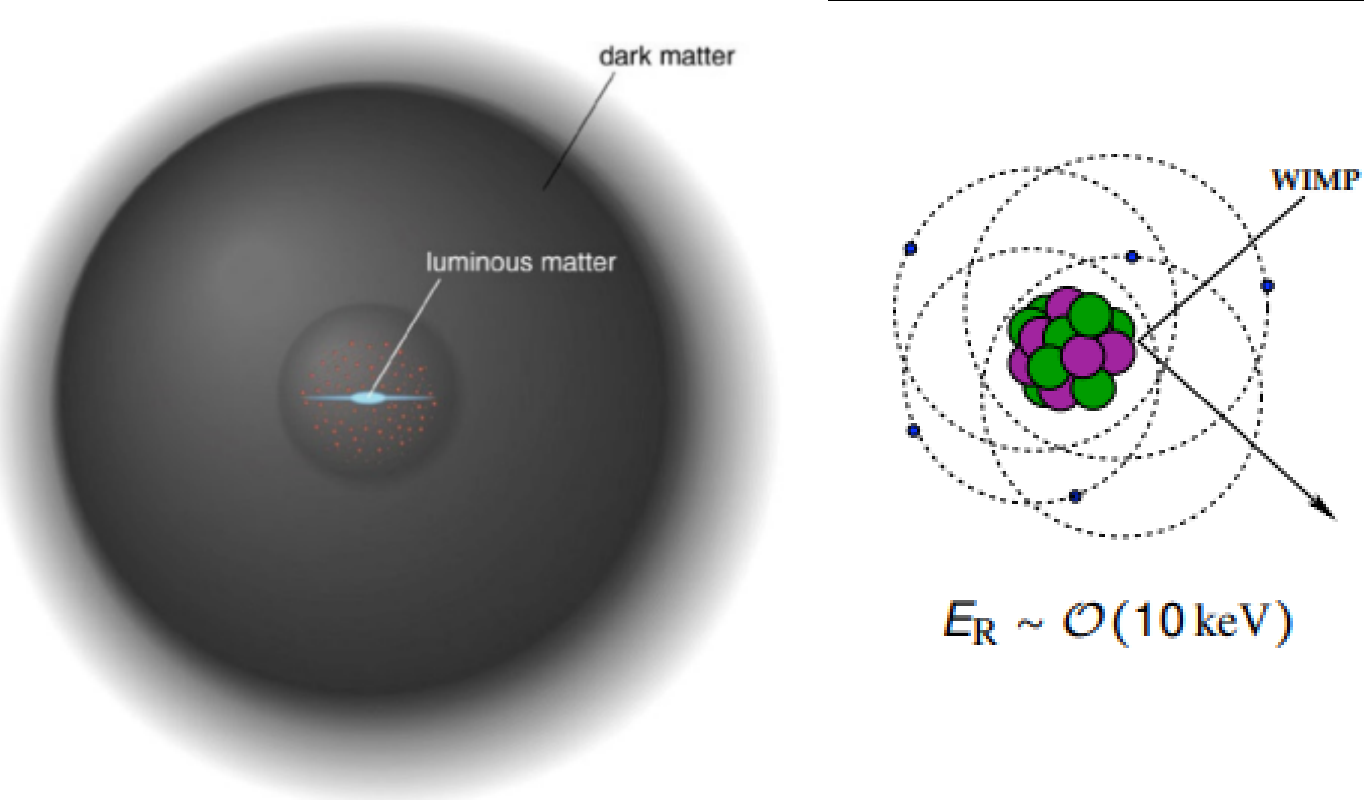 dark matter
luminous matter
WIMP
E_R ~ 𝒪(10 keV)